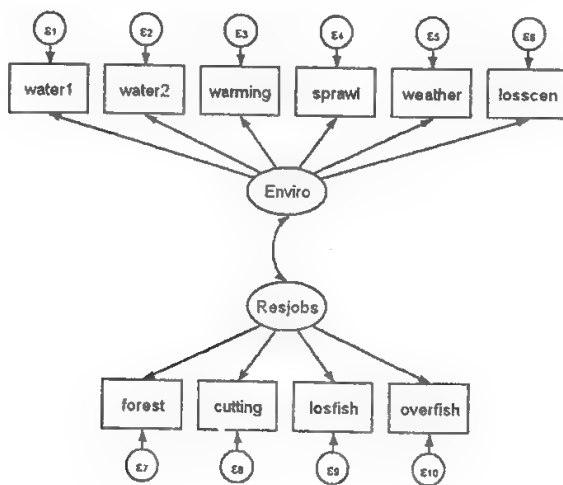 ε1 ε2 ε3 ε4 ε5 ε6
water1 water2 warming sprawl weather losscen
Enviro
Resjobs
forest cutting losfish overfish
ε7 ε8 ε9 ε10